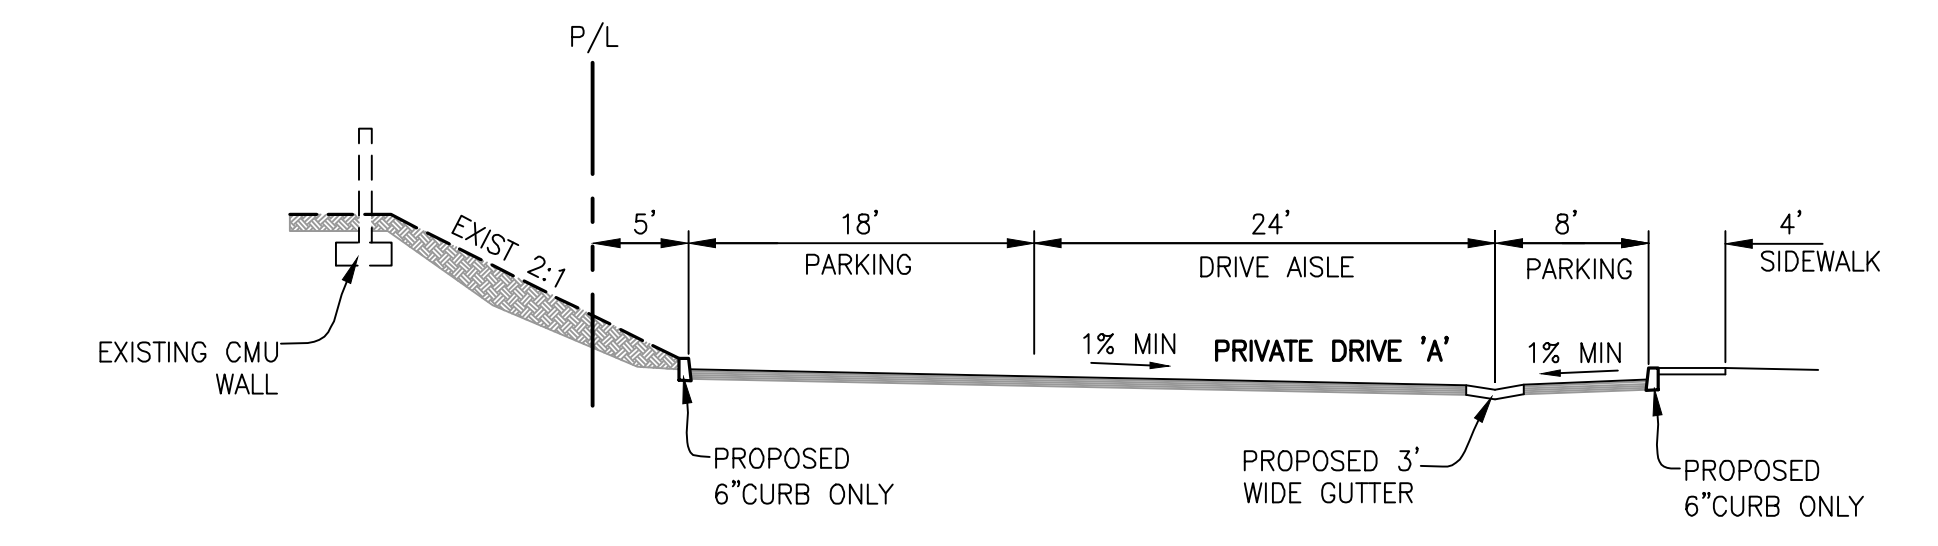 P/L
5'
18'
24'
8'
4'
PARKING
DRIVE AISLE
PARKING
SIDEWALK
EXIST 2:1
EXISTING CMU
WALL
1% MIN
PRIVATE DRIVE 'A'
1% MIN
PROPOSED
6"CURB ONLY
PROPOSED 3'
WIDE GUTTER
PROPOSED
6"CURB ONLY